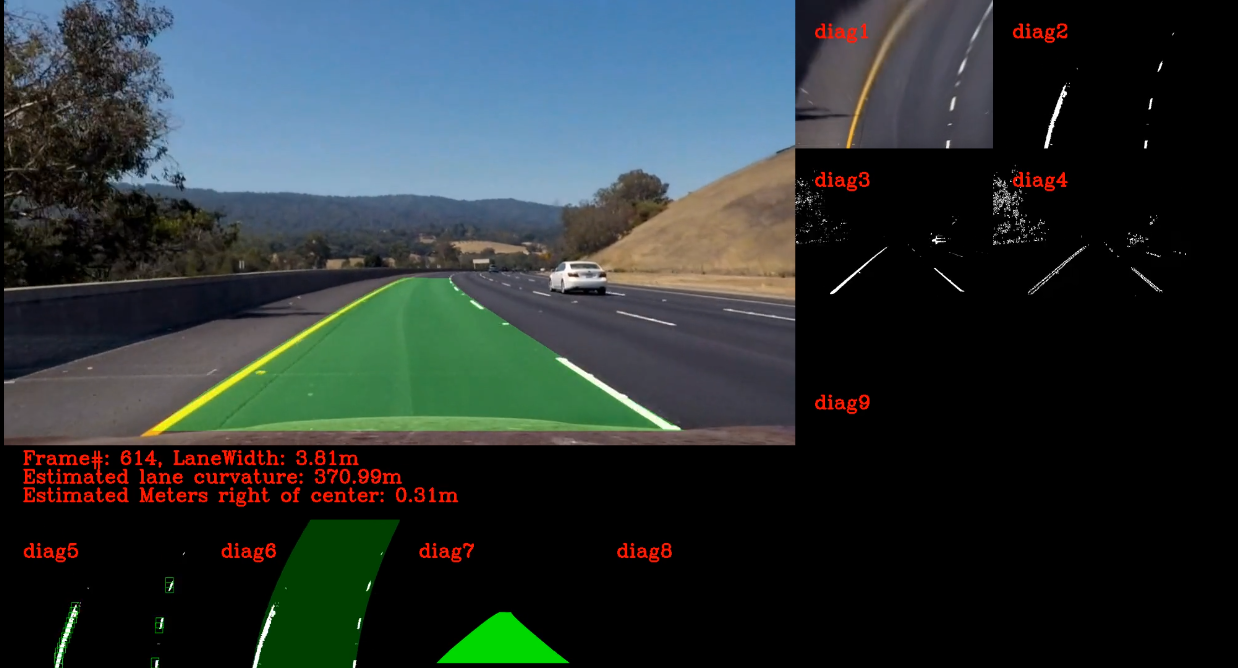 diag1
diag2
diag3
diag4
diag9
Frame#: 614, LaneWidth: 3.81m
Estimated lane curvature: 370.99m
Estimated Meters right of center: 0.31m
diag5
diag6
diag7
diag8